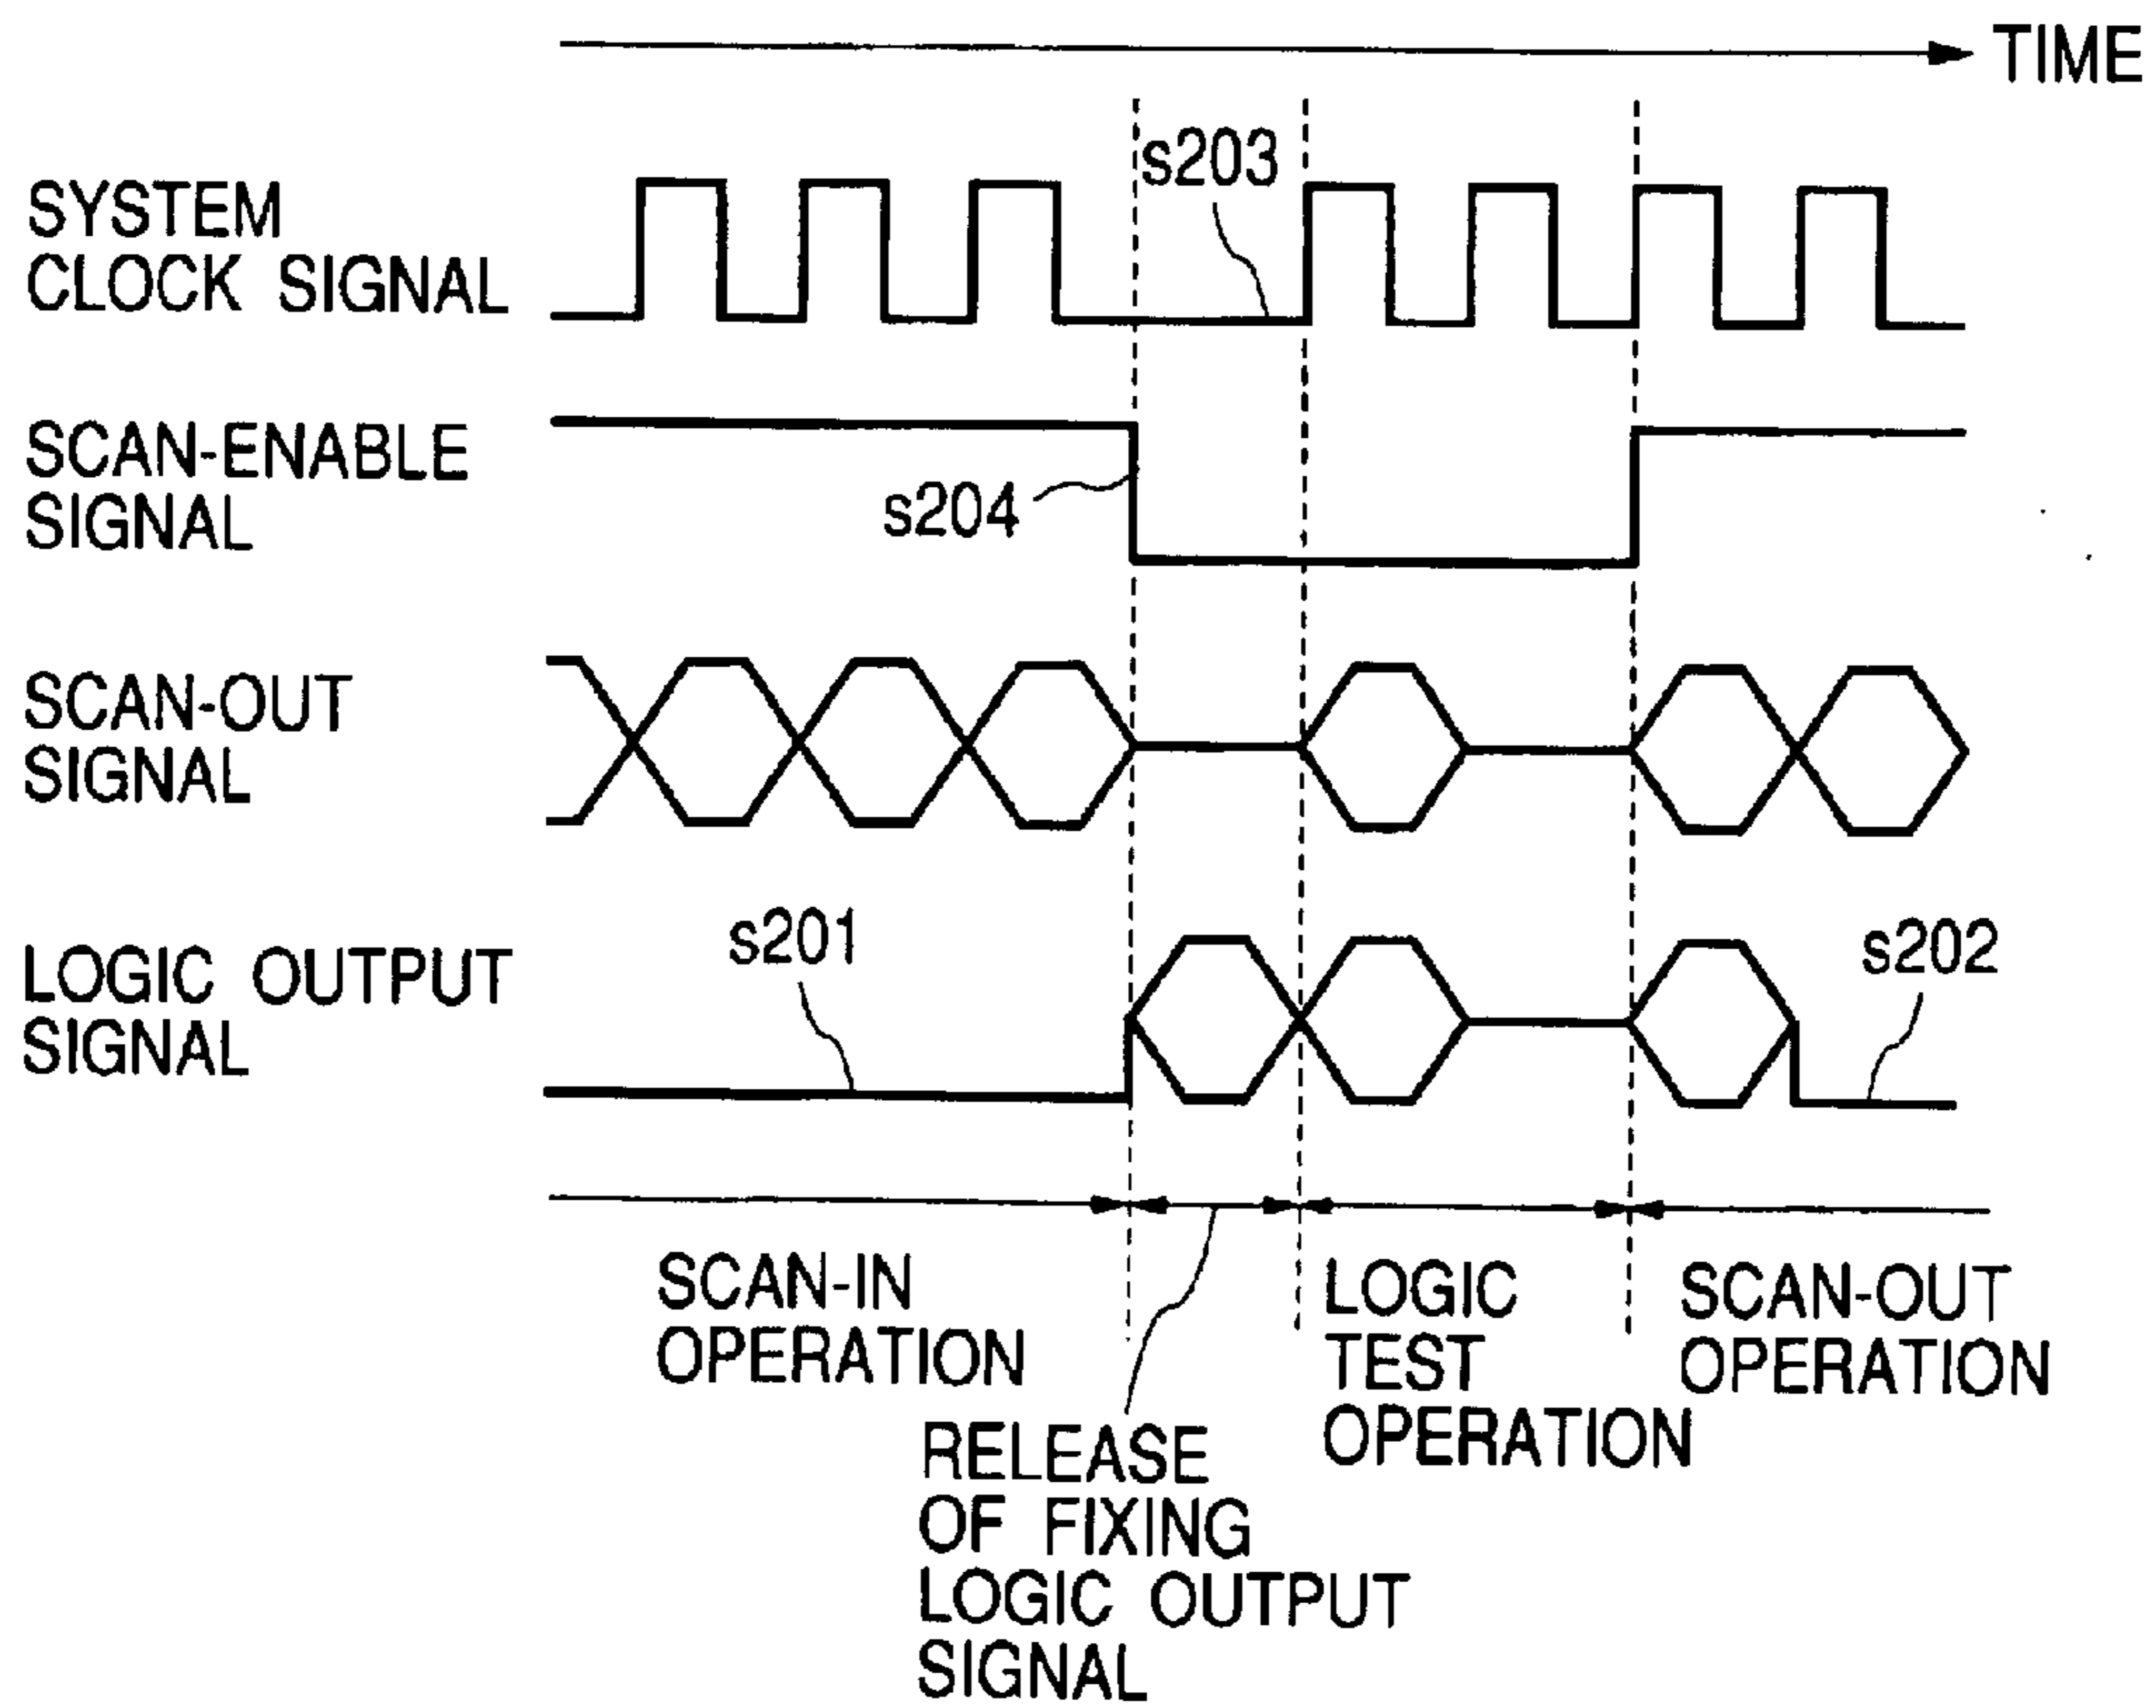 TIME
s203
SYSTEM
CLOCK SIGNAL
SCAN-ENABLE
SIGNAL
s204
SCAN-OUT
SIGNAL
s201
s202
LOGIC OUTPUT
SIGNAL
SCAN-IN
OPERATION
LOGIC
TEST
OPERATION
SCAN-OUT
OPERATION
RELEASE
OF FIXING
LOGIC OUTPUT
SIGNAL